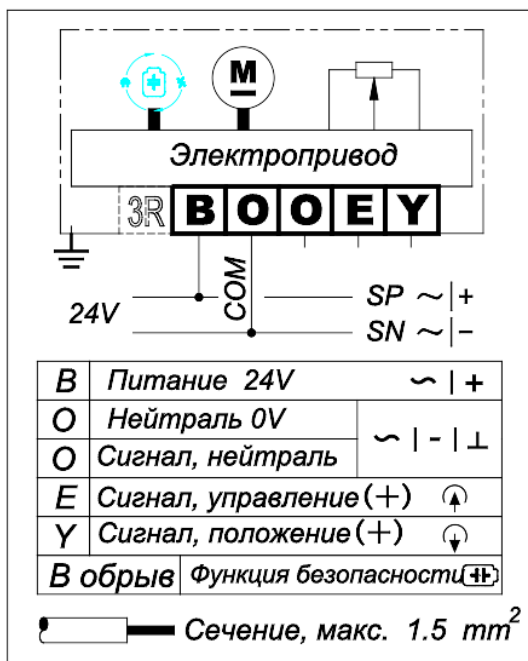 M
Электропривод
3R B O O E Y
24V COM SP ~|+
SN ~|−
B Питание 24V ~ | +
O Нейтраль 0V ~ | - | ⊥
O Сигнал, нейтраль
E Сигнал, управление (+)
Y Сигнал, положение (+)
B обрыв Функция безопасности
Сечение, макс. 1.5 mm²